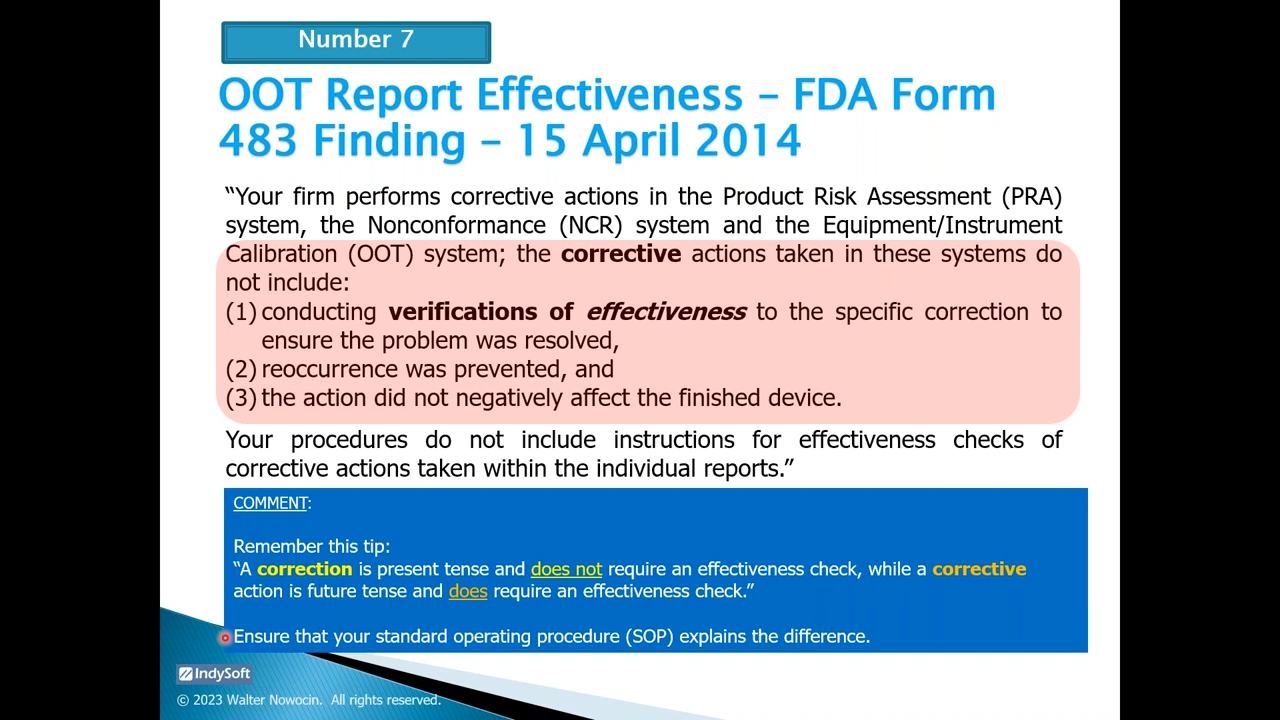 Number 7
OOT Report Effectiveness – FDA Form
483 Finding – 15 April 2014
“Your firm performs corrective actions in the Product Risk Assessment (PRA)
system, the Nonconformance (NCR) system and the Equipment/Instrument
Calibration (OOT) system; the corrective actions taken in these systems do
not include:
(1) conducting verifications of effectiveness to the specific correction to
ensure the problem was resolved,
(2) reoccurrence was prevented, and
(3) the action did not negatively affect the finished device.
Your procedures do not include instructions for effectiveness checks of
corrective actions taken within the individual reports.”
COMMENT:
Remember this tip:
“A correction is present tense and does not require an effectiveness check, while a corrective
action is future tense and does require an effectiveness check.”
Ensure that your standard operating procedure (SOP) explains the difference.
IndySoft
© 2023 Walter Nowocin. All rights reserved.